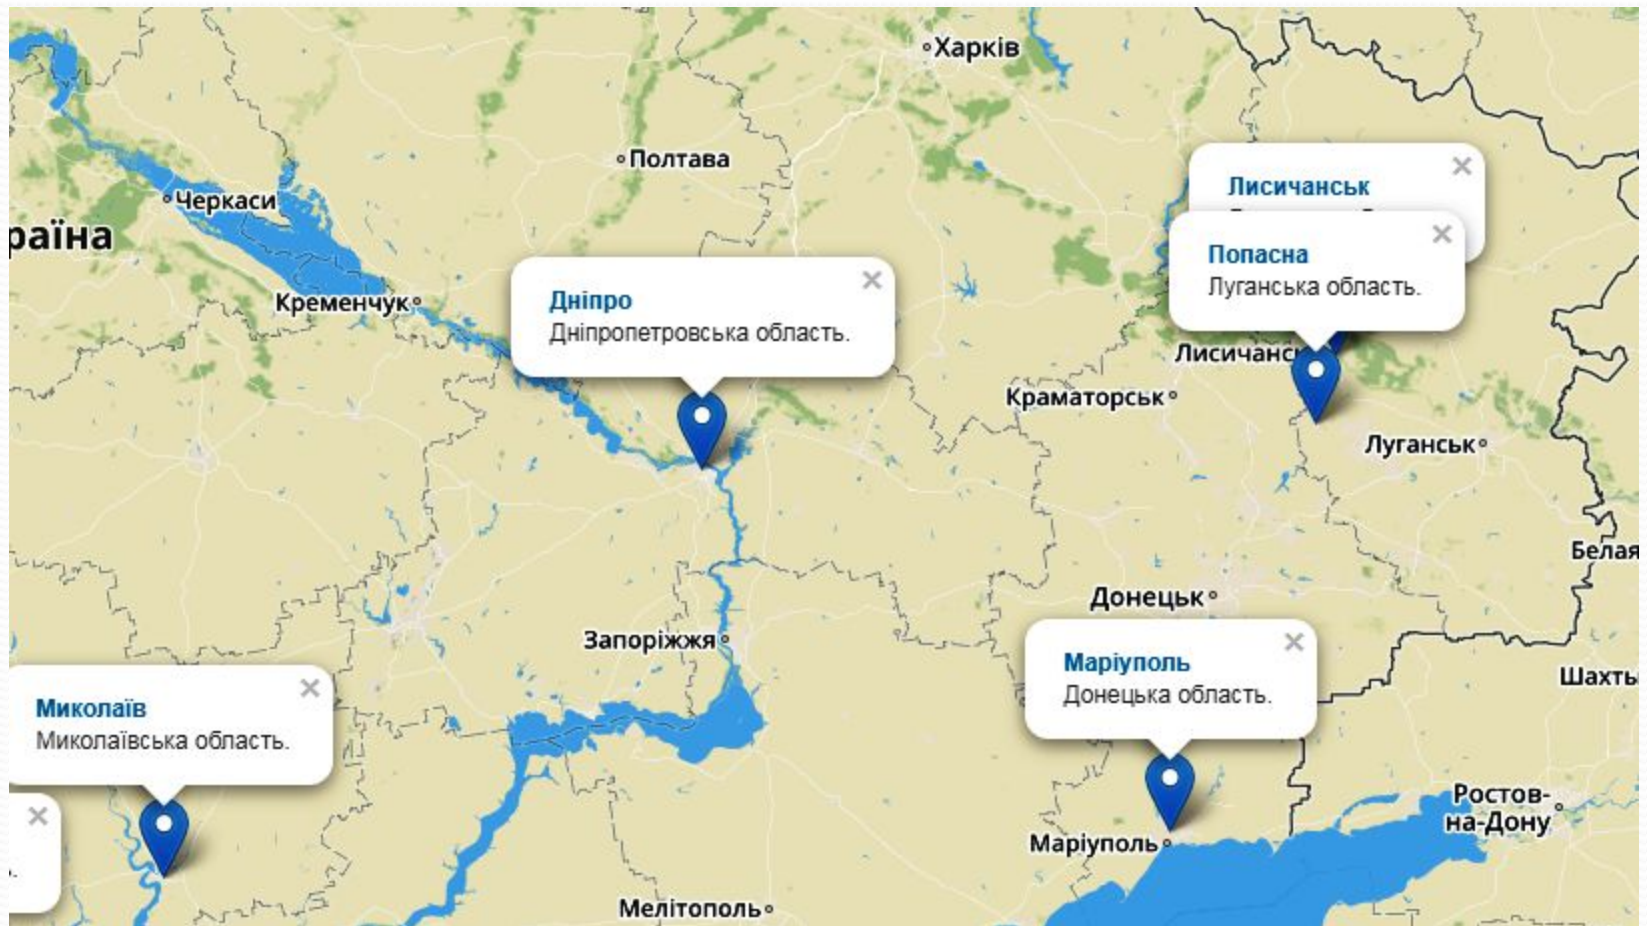 Харків
Полтава
Лисичанськ
Черкаси
раїна
Попасна
Луганська область.
Кременчук
Дніпро
Дніпропетровська область.
Краматорськ
Луганськ
Белая
Донецьк
Запоріжжя
Маріуполь
Донецька область.
Шахты
Миколаїв
Миколаївська область.
Ростов-
на-Дону
Маріуполь
Мелітополь